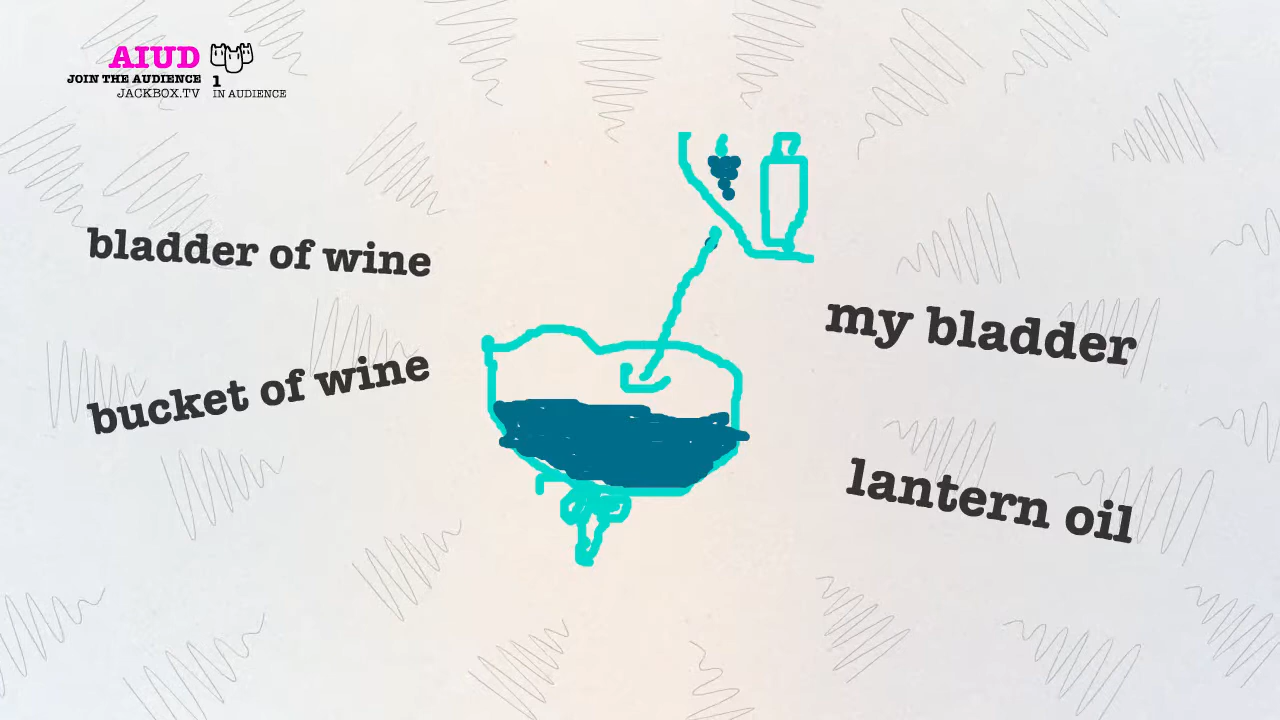 AIUD
JOIN THE AUDIENCE
JACKBOX.TV
1
IN AUDIENCE
bladder of wine
bucket of wine
my bladder
lantern oil